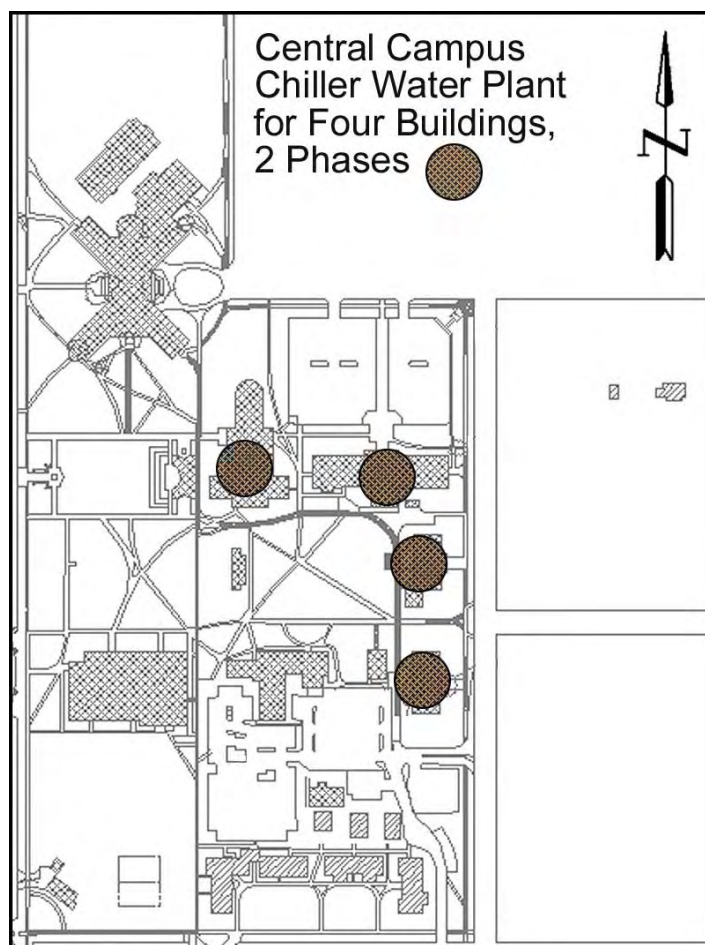 Central Campus
Chiller Water Plant
for Four Buildings,
2 Phases
N